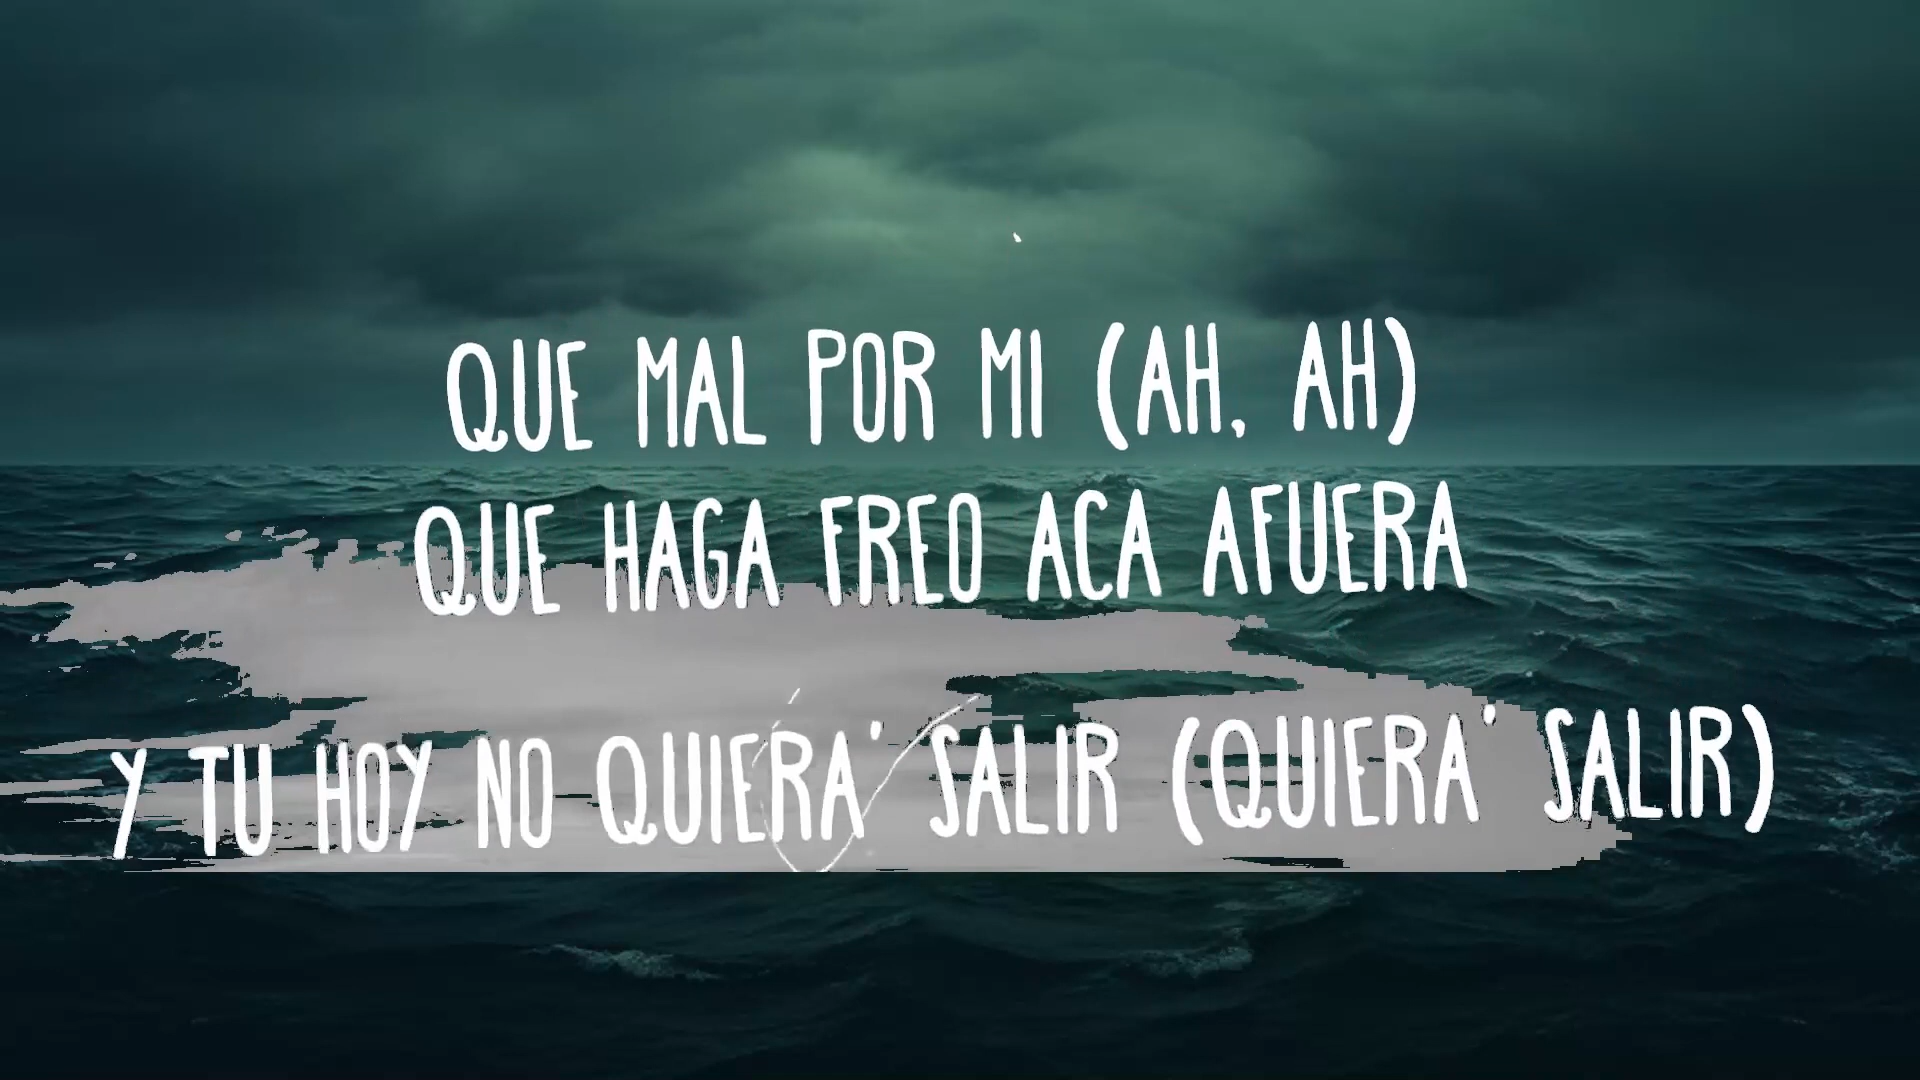 QUE MAL POR MI (AH, AH)
QUE HAGA FREO ACA AFUERA
Y TU HOY NO QUIERA' SALIR (QUIERA' SALIR)